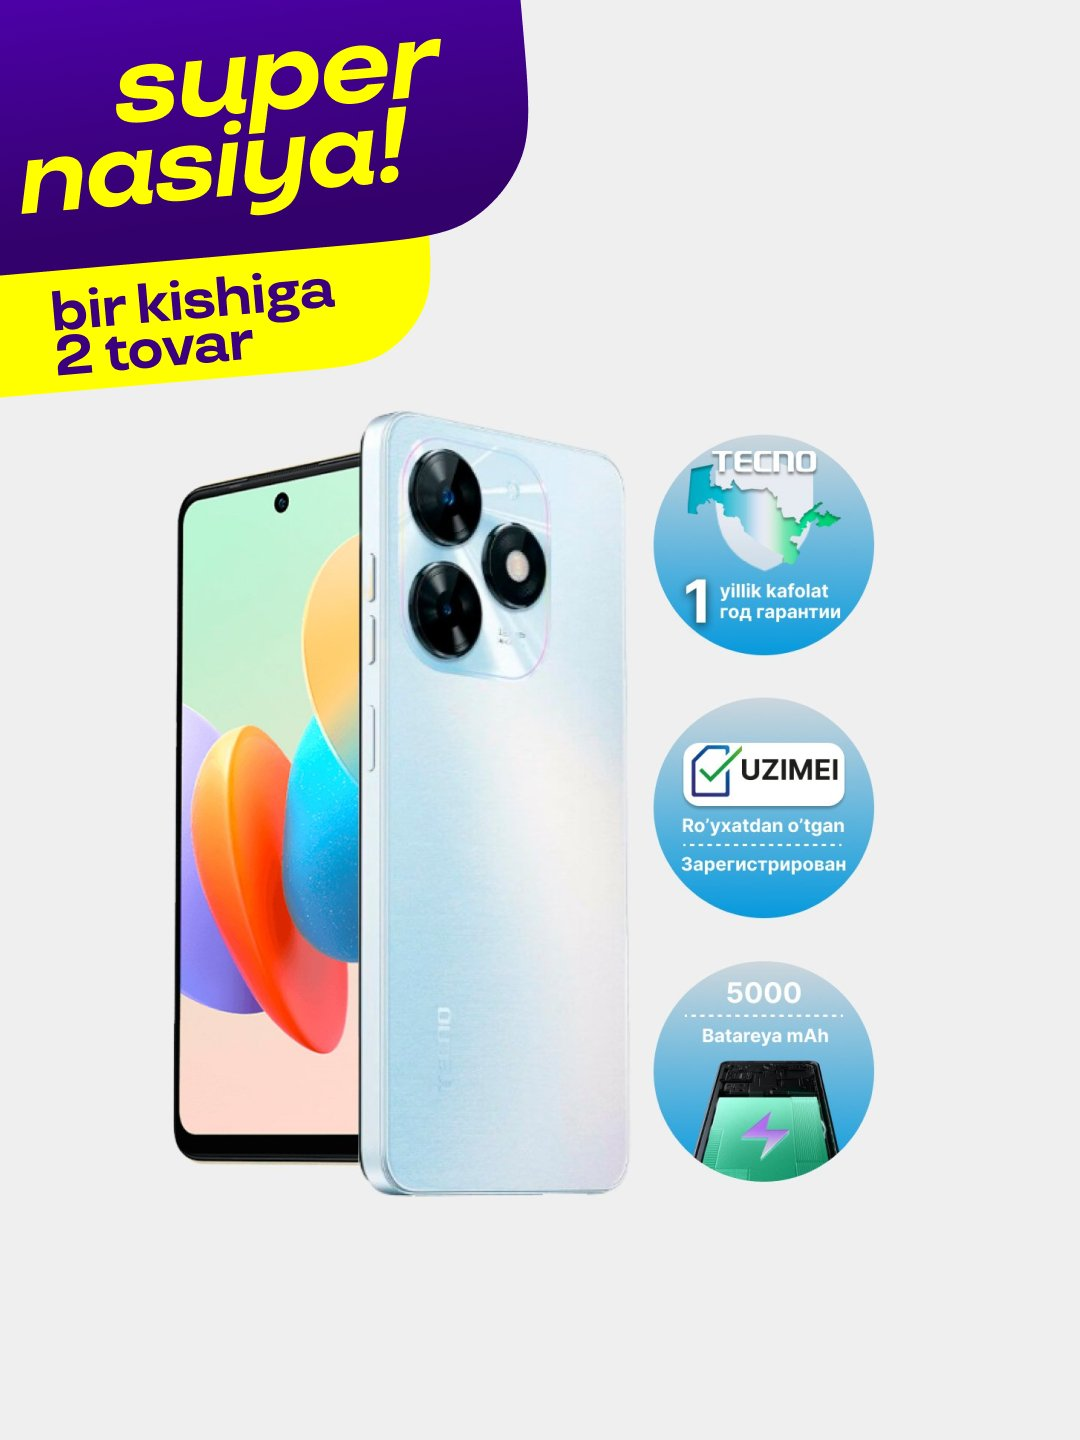 super
nasiya!
bir kishiga
2 tovar
TECNO
1 yillik kafolat
год гарантии
UZIMEI
Ro'yxatdan o'tgan
Зарегистрирован
5000
Batareya mAh
TECNO